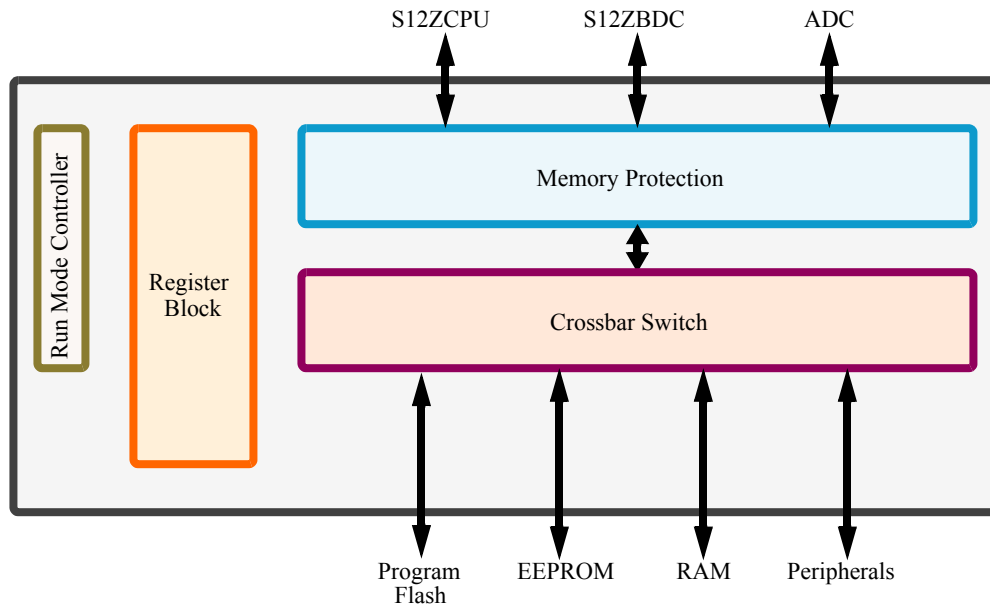 S12ZCPU
S12ZBDC
ADC
Run Mode Controller
Register
Block
Memory Protection
Crossbar Switch
Program
Flash
EEPROM
RAM
Peripherals